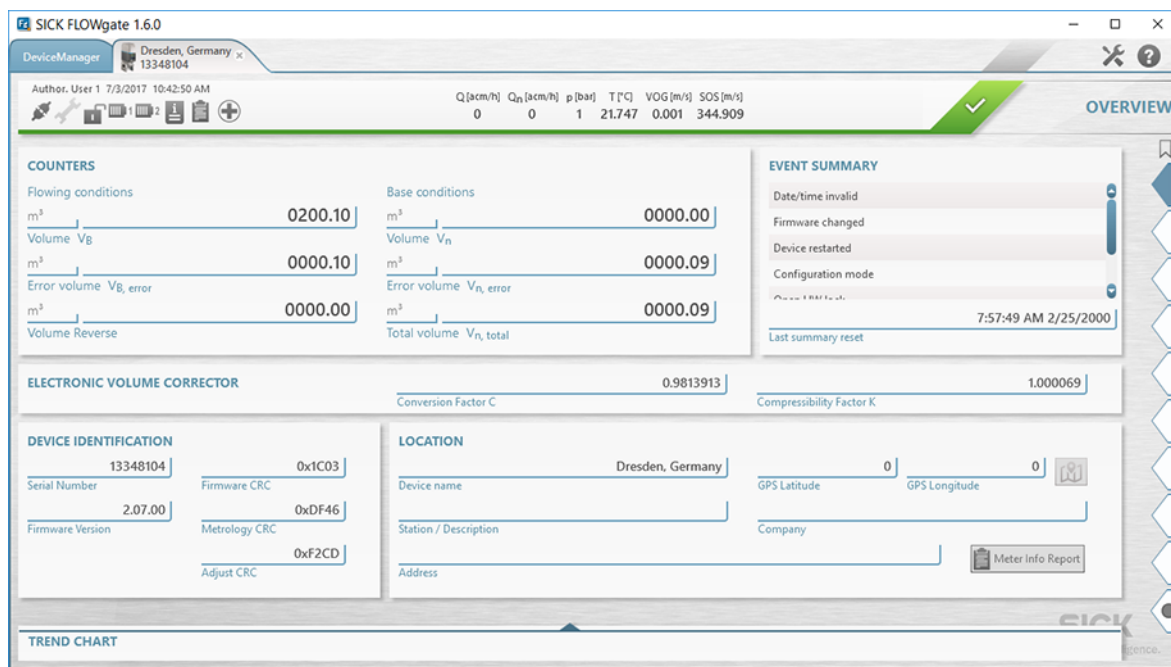 SICK FLOWgate 1.6.0
DeviceManager
Dresden, Germany
13348104
Author. User 1 7/3/2017 10:42:50 AM
1 2
Q [acm/h] Qn [acm/h] p [bar] T [°C] VOG [m/s] SOS [m/s]
0 0 1 21.747 0.001 344.909
OVERVIEW
COUNTERS
Flowing conditions
m³ 0200.10
Volume VB
m³ 0000.10
Error volume VB, error
m³ 0000.00
Volume Reverse
Base conditions
m³ 0000.00
Volume Vn
m³ 0000.09
Error volume Vn, error
m³ 0000.09
Total volume Vn, total
EVENT SUMMARY
Date/time invalid
Firmware changed
Device restarted
Configuration mode
7:57:49 AM 2/25/2000
Last summary reset
ELECTRONIC VOLUME CORRECTOR
0.9813913
Conversion Factor C
1.000069
Compressibility Factor K
DEVICE IDENTIFICATION
13348104 0x1C03
Serial Number Firmware CRC
2.07.00 0xDF46
Firmware Version Metrology CRC
0xF2CD
Adjust CRC
LOCATION
Dresden, Germany 0 0
Device name GPS Latitude GPS Longitude
Station / Description Company
Address
Meter Info Report
SICK
TREND CHART